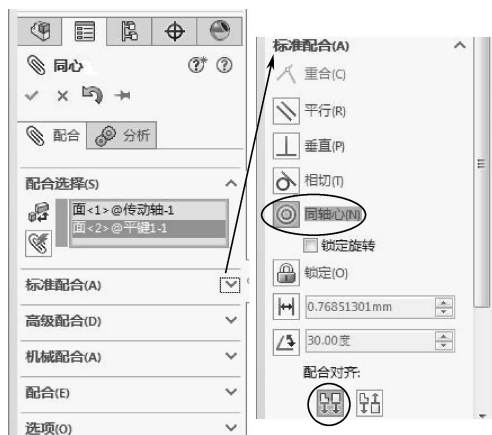 同心
配合
分析
配合选择(S)
面<1>@传动轴-1
面<2>@平键1-1
标准配合(A)
高级配合(D)
机械配合(A)
配合(E)
选项(O)
标准配合(A)
重合(C)
平行(R)
垂直(P)
相切(T)
同轴心(N)
锁定旋转
锁定(O)
0.76851301mm
30.00度
配合对齐: